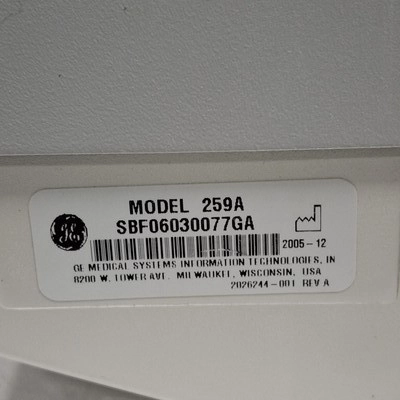 MODEL 259A
SBF06030077GA
GE
2005-12
GE MEDICAL SYSTEMS INFORMATION TECHNOLOGIES, IN
8200 W. TOWER AVE. MILWAUKEE, WISCONSIN, USA
2026244-001 REV A